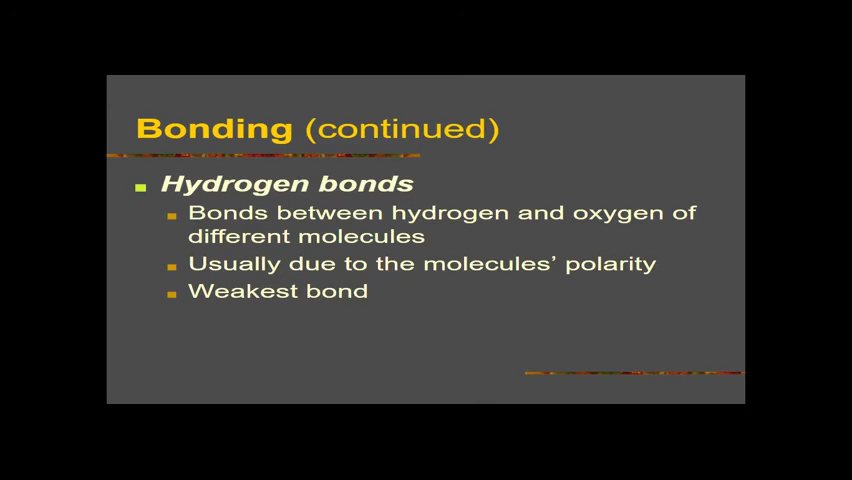 Bonding (continued)
Hydrogen bonds
Bonds between hydrogen and oxygen of
different molecules
Usually due to the molecules’ polarity
Weakest bond